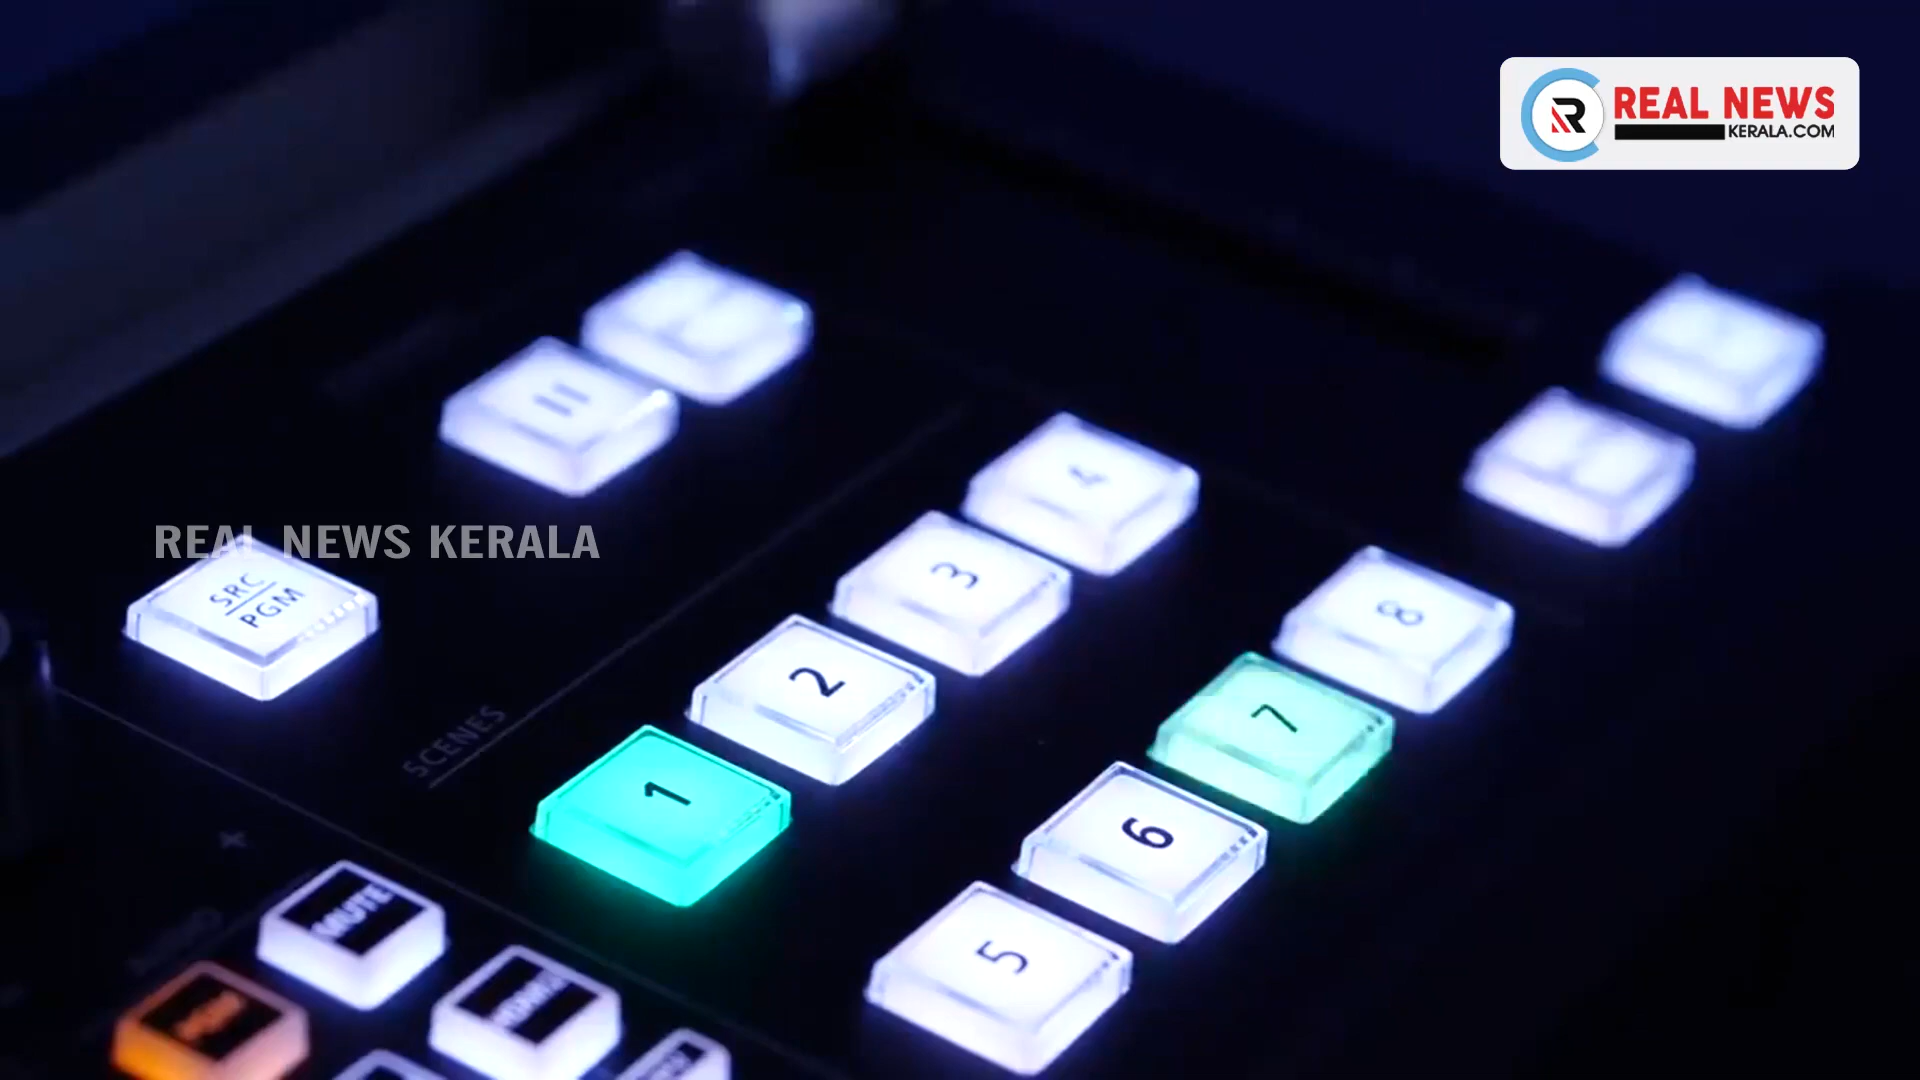 REAL NEWS
KERALA.COM
REAL NEWS KERALA
SRC
PGM
4
3
8
2
7
SCENES
1
6
5
MUTE